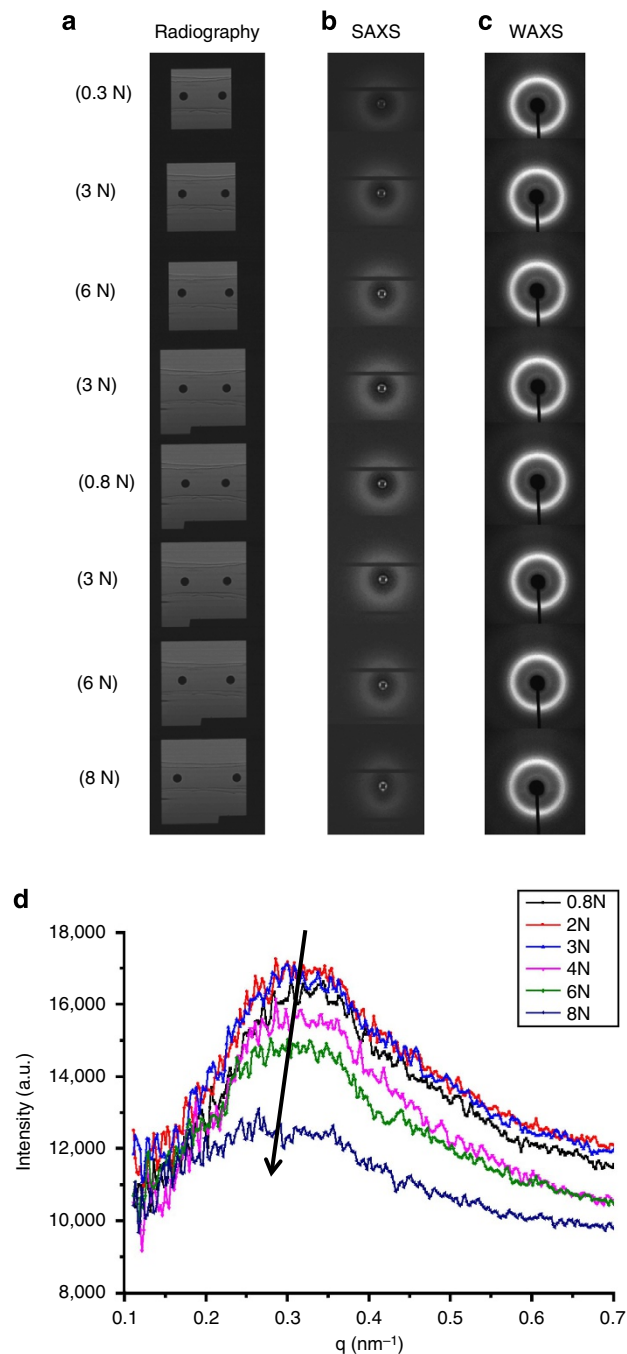 a
b
c
Radiography
SAXS
WAXS
(0.3 N)
(3 N)
(6 N)
(3 N)
(0.8 N)
(3 N)
(6 N)
(8 N)
d
0.8N
2N
3N
4N
6N
8N
18,000
16,000
14,000
12,000
10,000
8,000
Intensity (a.u.)
0.1
0.2
0.3
0.4
0.5
0.6
0.7
q (nm⁻¹)